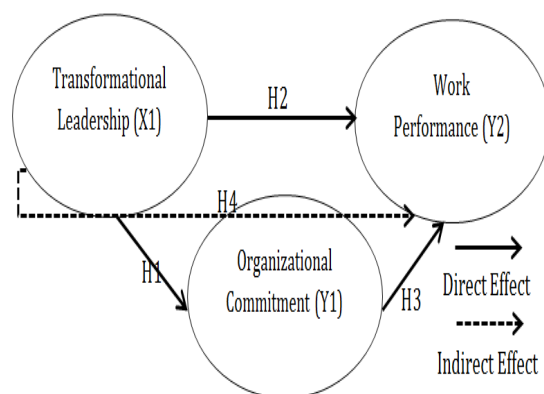 Transformational
Leadership (X1)
H2
Work
Performance (Y2)
H4
H1
Organizational
Commitment (Y1)
H3
Direct Effect
Indirect Effect